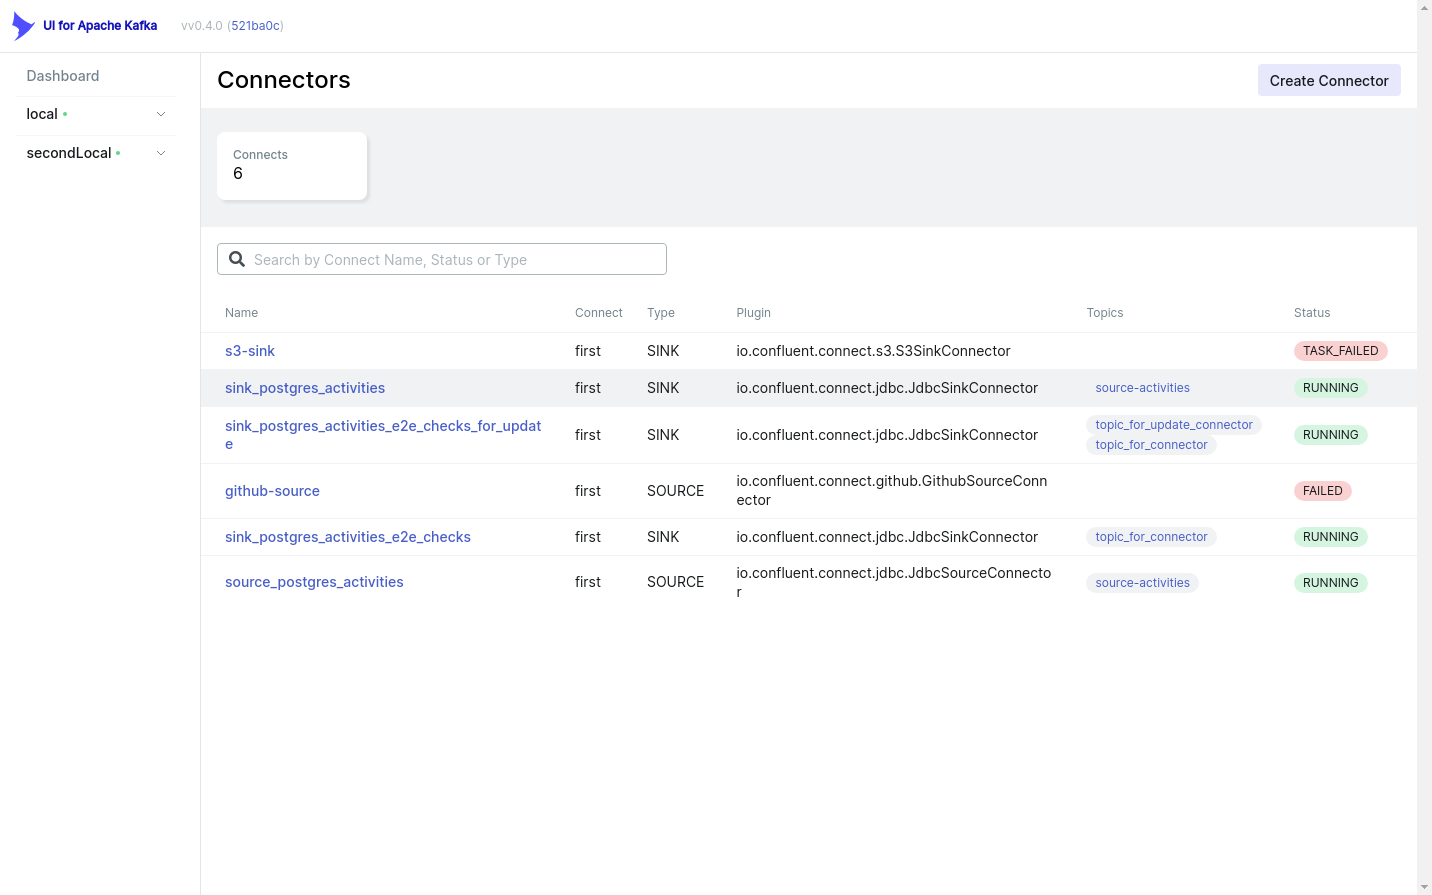 UI for Apache Kafka vv0.4.0 (521ba0c)
Dashboard
local
secondLocal
Connectors
Create Connector
Connects
6
Search by Connect Name, Status or Type
Name Connect Type Plugin Topics Status
s3-sink first SINK io.confluent.connect.s3.S3SinkConnector TASK_FAILED
sink_postgres_activities first SINK io.confluent.connect.jdbc.JdbcSinkConnector source-activities RUNNING
sink_postgres_activities_e2e_checks_for_updat
e
first SINK io.confluent.connect.jdbc.JdbcSinkConnector
topic_for_update_connector
topic_for_connector
RUNNING
github-source first SOURCE
io.confluent.connect.github.GithubSourceConn
ector
FAILED
sink_postgres_activities_e2e_checks first SINK io.confluent.connect.jdbc.JdbcSinkConnector topic_for_connector RUNNING
source_postgres_activities first SOURCE
io.confluent.connect.jdbc.JdbcSourceConnecto
r
source-activities RUNNING